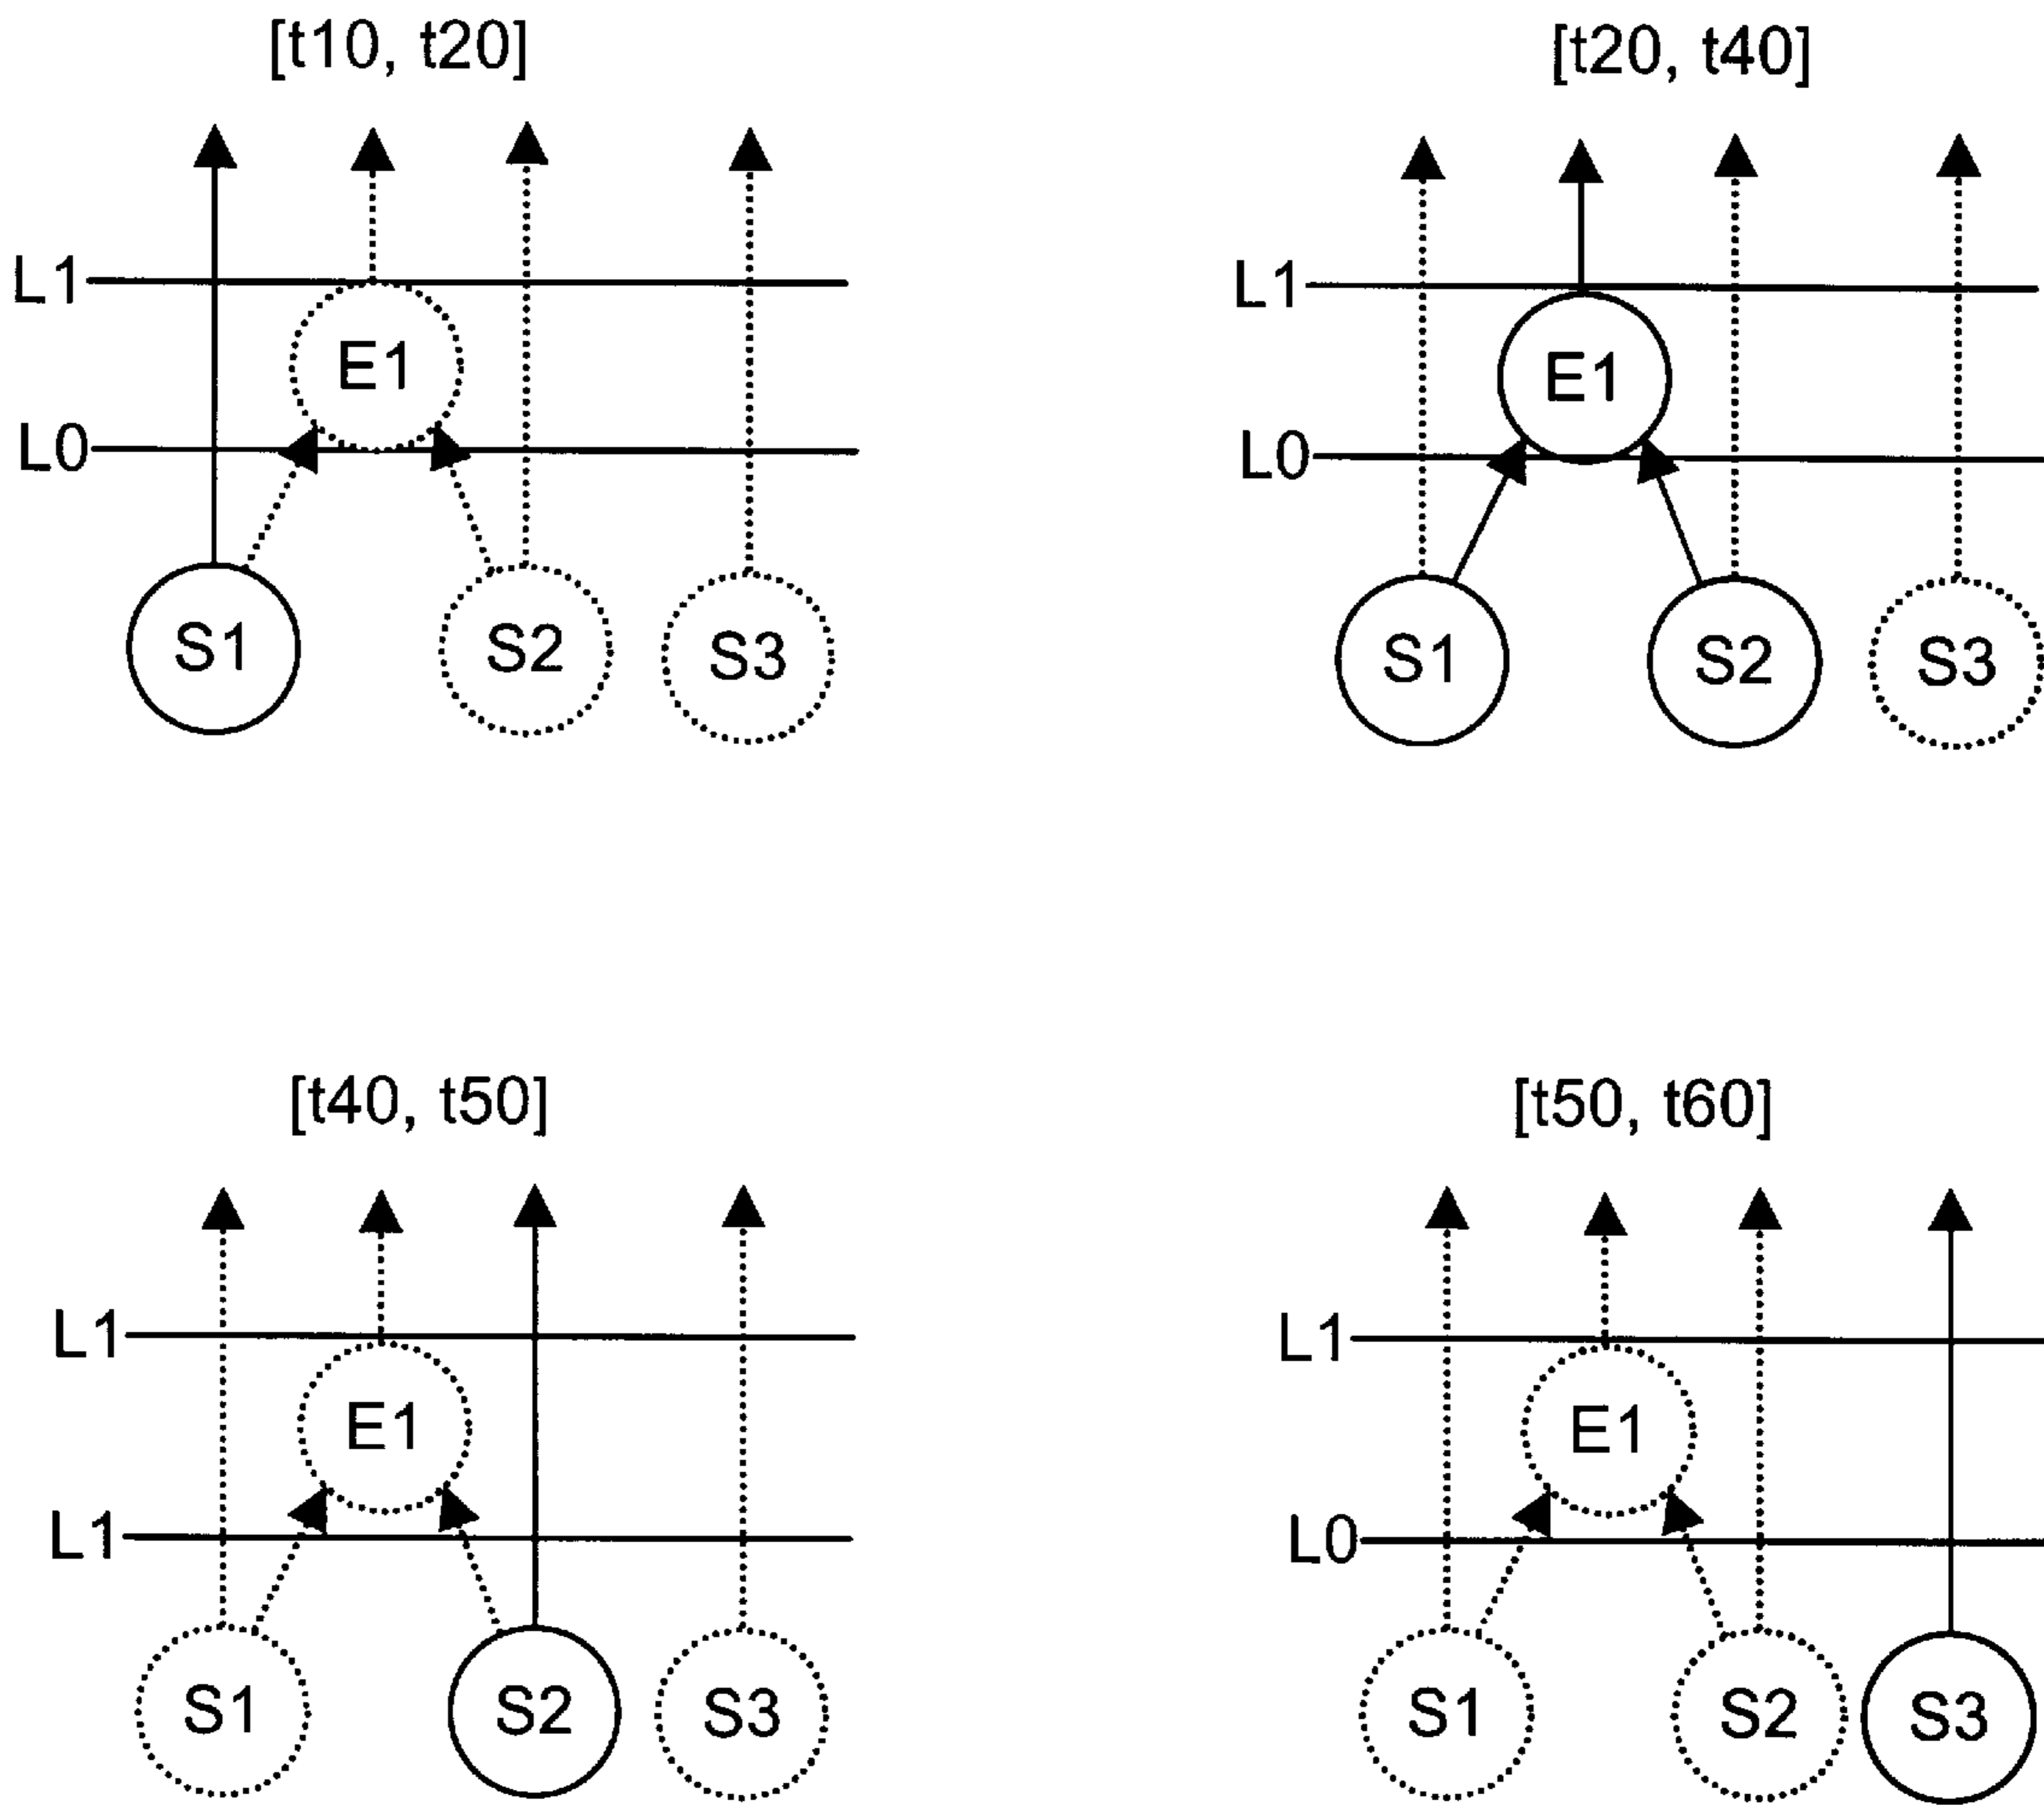 [t10, t20]
L1
E1
L0
S1 S2 S3
[t20, t40]
L1
E1
L0
S1 S2 S3
[t40, t50]
L1
E1
L1
S1 S2 S3
[t50, t60]
L1
E1
L0
S1 S2 S3